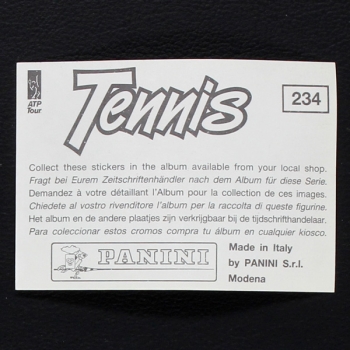 ATP
Tour
Tennis
234
Collect these stickers in the album available from your local shop.
Fragt bei Eurem Zeitschriftenhändler nach dem Album für diese Serie.
Demandez à votre détaillant l'Album pour la collection de ces images.
Chiedete al vostro rivenditore l'album per la raccolta di queste figurine.
Het album en de andere plaatjes zijn verkrijgbaar bij de tijdschrifthandelaar.
Para coleccionar estos cromos compra tu álbum en cualquier kiosco.
PANINI
Made in Italy
by PANINI S.r.l.
Modena